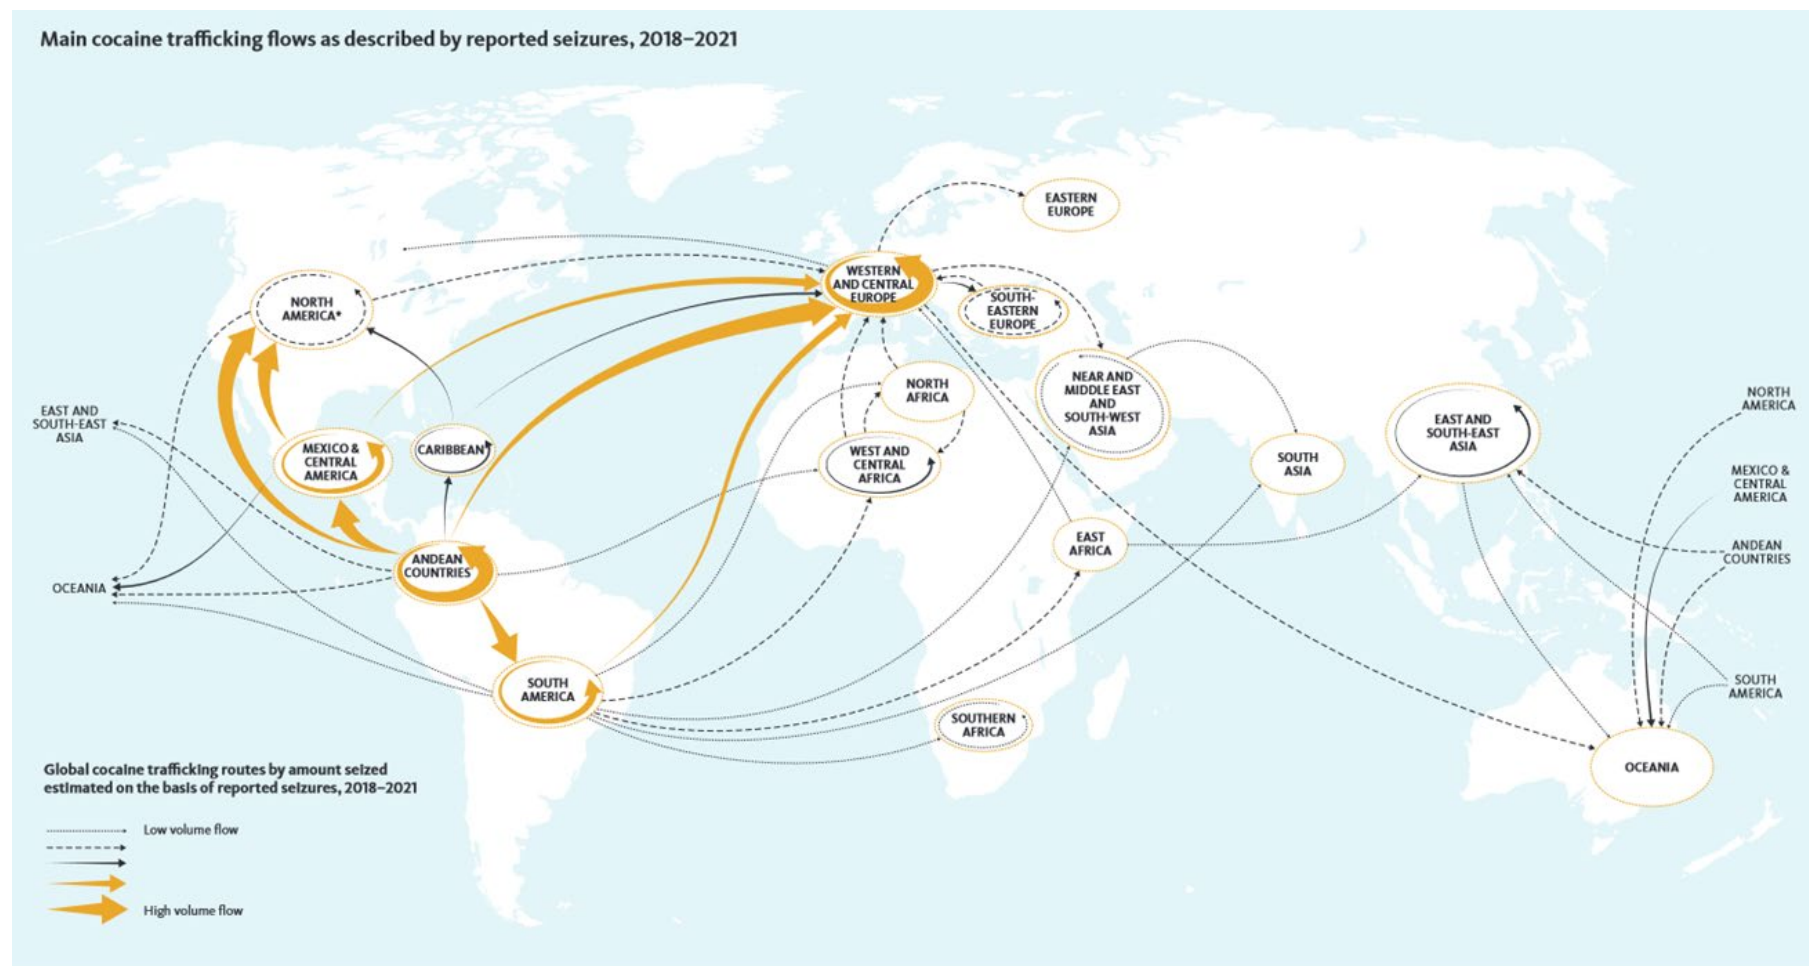 Main cocaine trafficking flows as described by reported seizures, 2018–2021
EASTERN
EUROPE
WESTERN
AND CENTRAL
EUROPE
NORTH
AMERICA*
SOUTH-
EASTERN
EUROPE
NORTH
AFRICA
NEAR AND
MIDDLE EAST
AND
SOUTH-WEST
ASIA
EAST AND
SOUTH-EAST
ASIA
MEXICO &
CENTRAL
AMERICA
CARIBBEAN
WEST AND
CENTRAL
AFRICA
SOUTH
ASIA
EAST AND
SOUTH-EAST
ASIA
NORTH
AMERICA
MEXICO &
CENTRAL
AMERICA
OCEANIA
ANDEAN
COUNTRIES
EAST
AFRICA
ANDEAN
COUNTRIES
SOUTH
AMERICA
SOUTHERN
AFRICA
SOUTH
AMERICA
OCEANIA
Global cocaine trafficking routes by amount seized
estimated on the basis of reported seizures, 2018–2021
Low volume flow
High volume flow